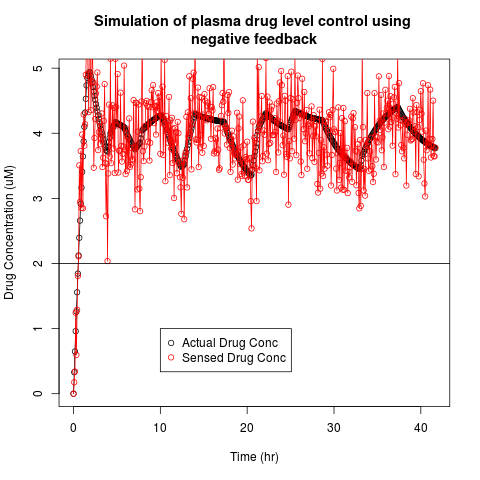 Simulation of plasma drug level control using
negative feedback
Drug Concentration (uM)
5
4
3
2
1
0
Actual Drug Conc
Sensed Drug Conc
0 10 20 30 40
Time (hr)